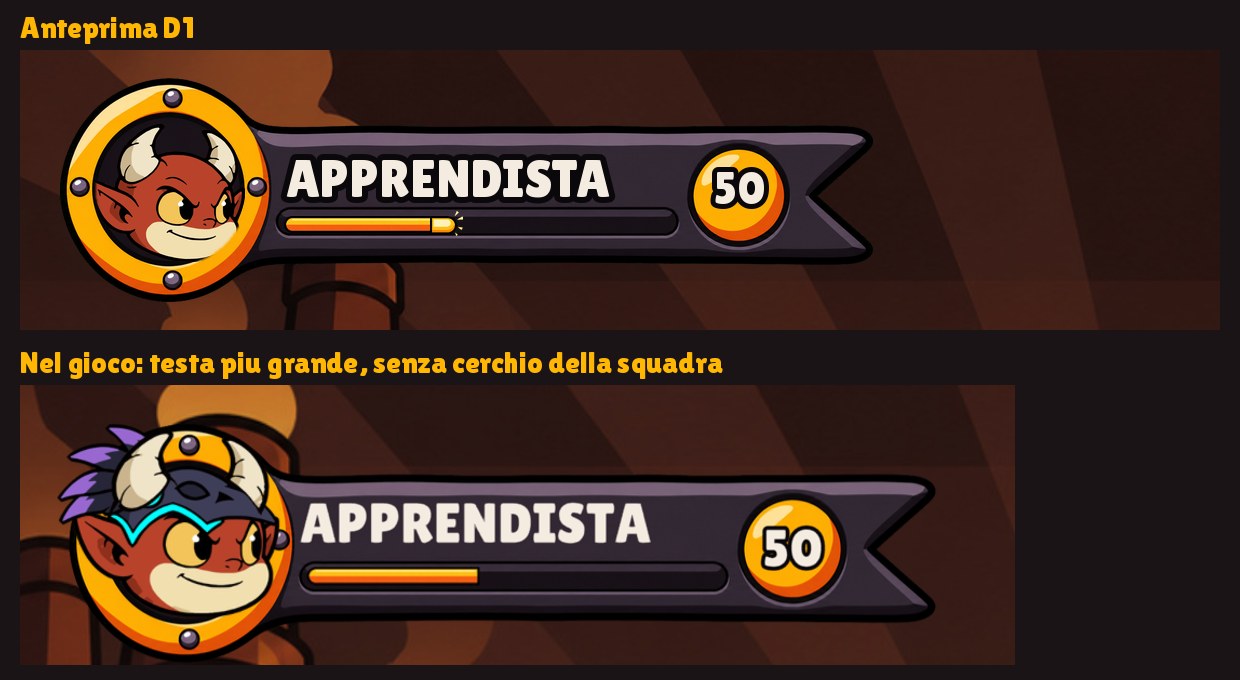 Anteprima D1
APPRENDISTA
50
Nel gioco: testa piu grande, senza cerchio della squadra
APPRENDISTA
50